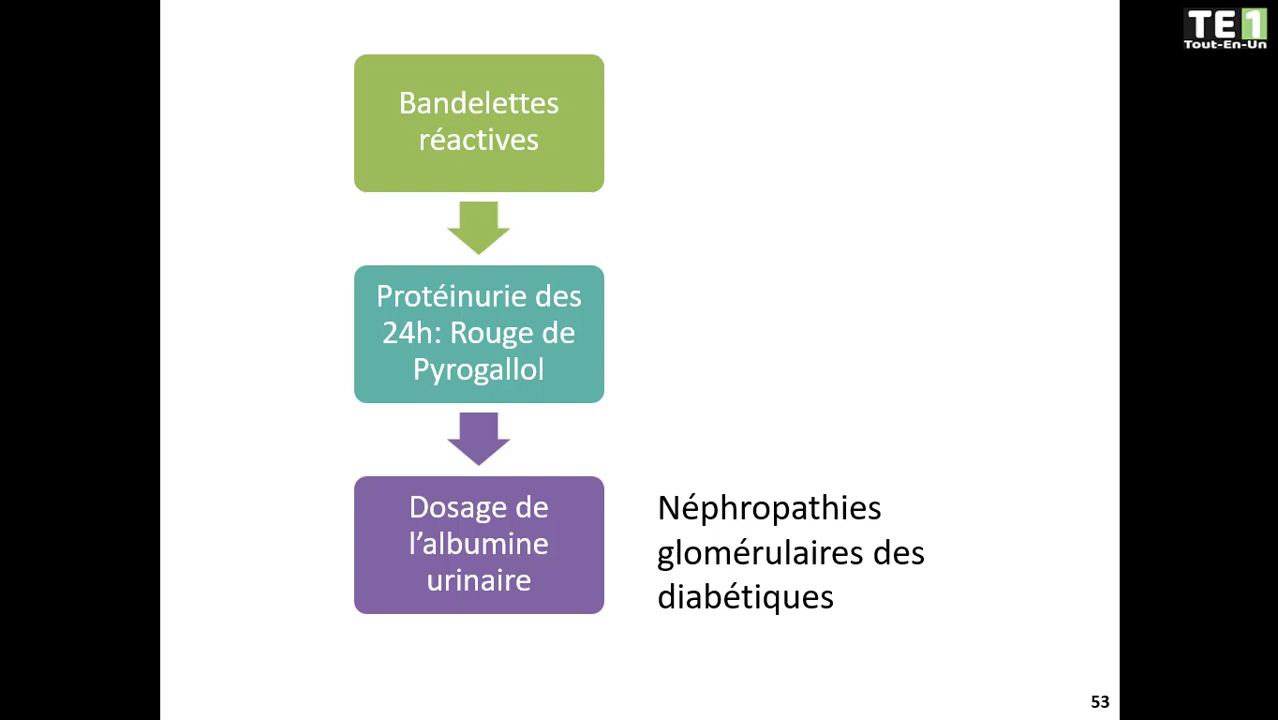 TE1
Tout-En-Un
Bandelettes
réactives
Protéinurie des
24h: Rouge de
Pyrogallol
Dosage de
l’albumine
urinaire
Néphropathies
glomérulaires des
diabétiques
53